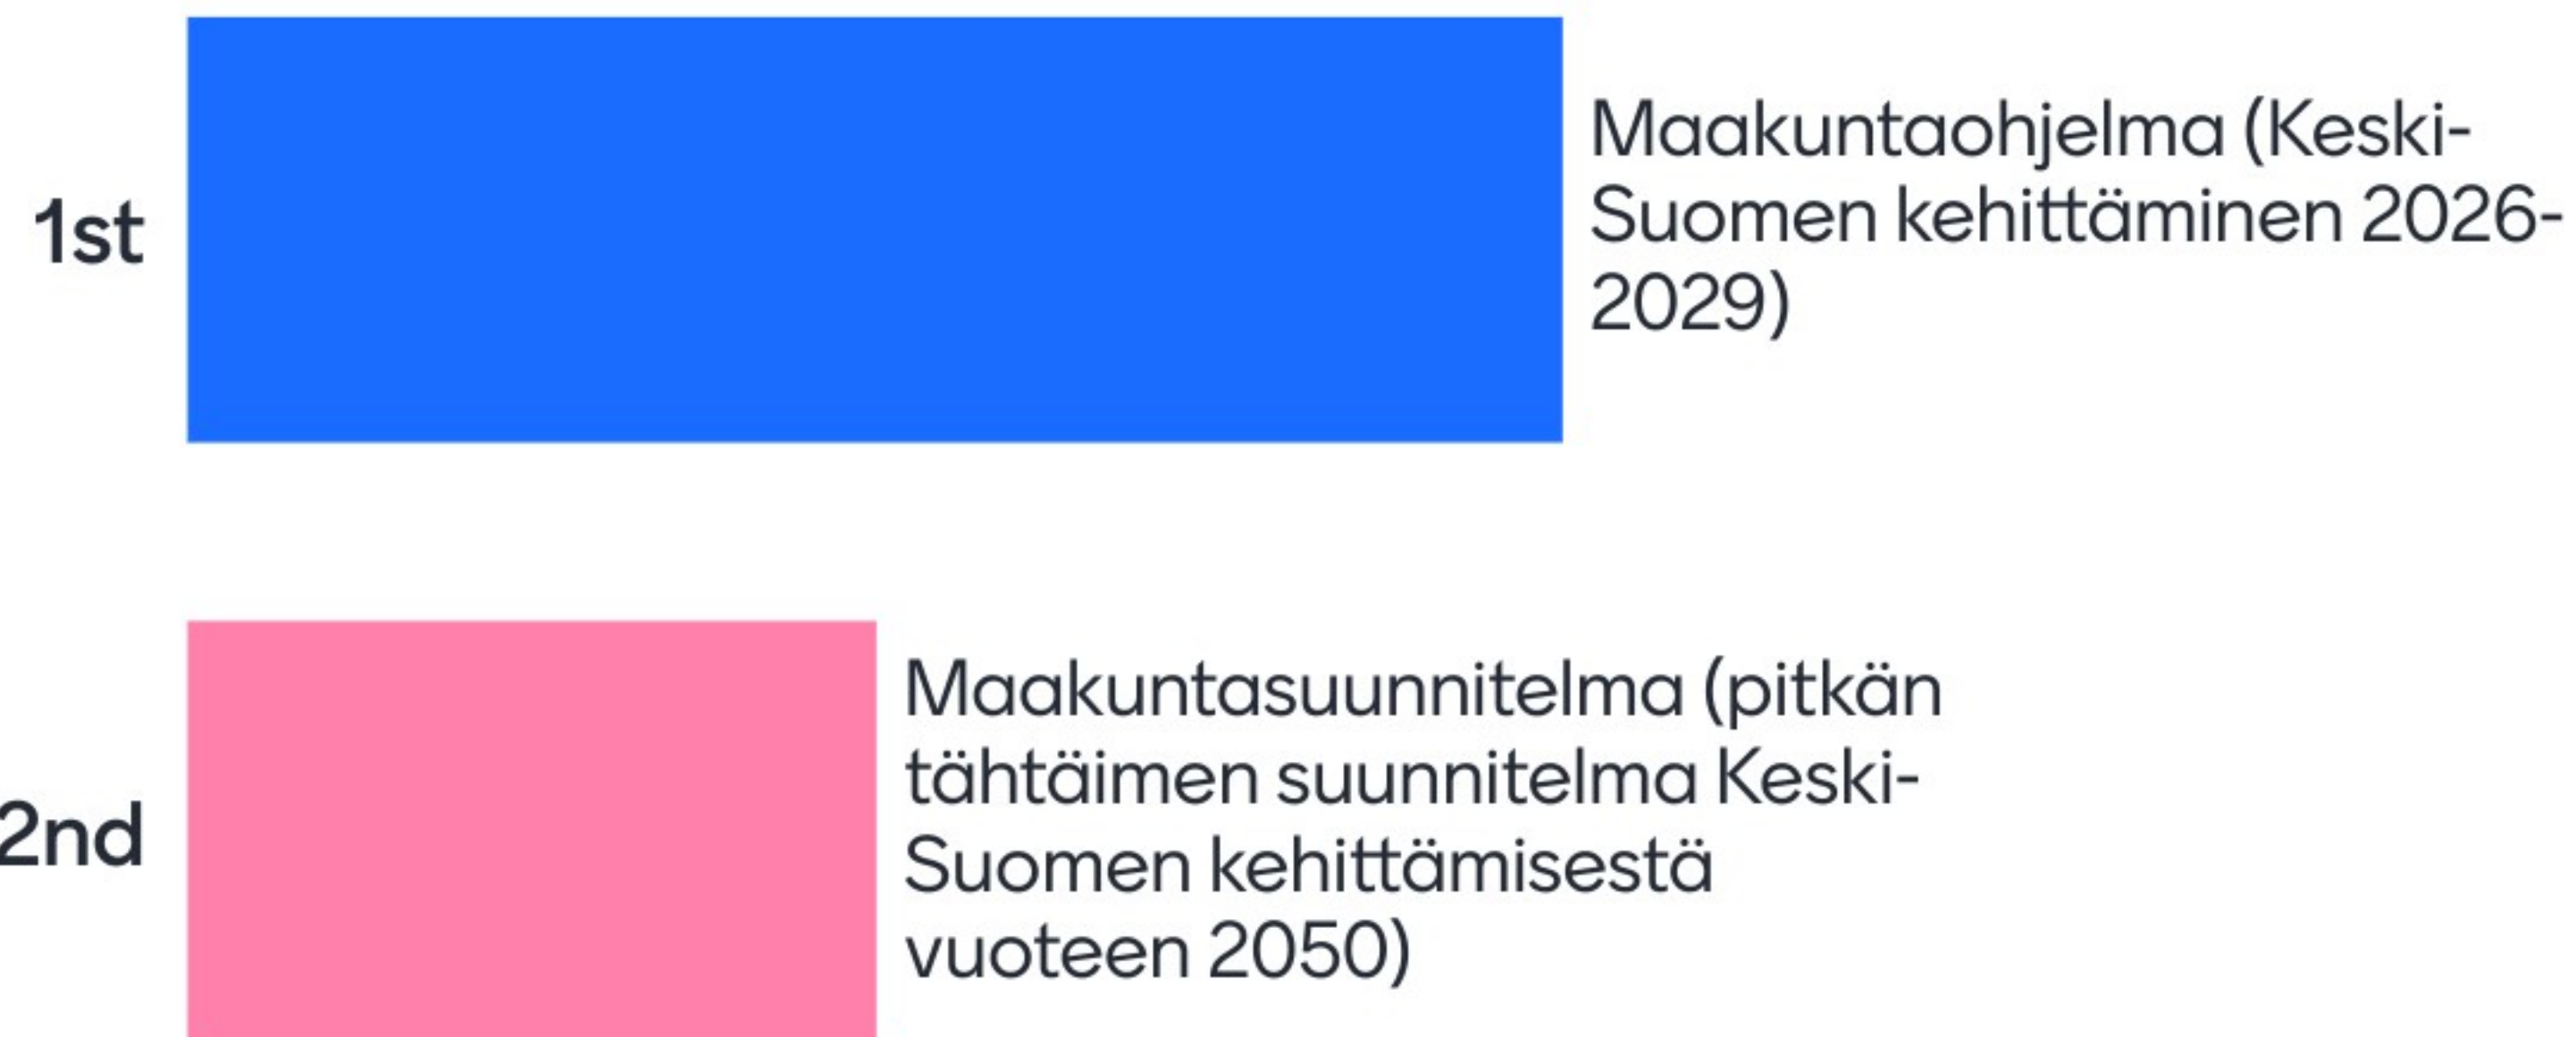 1st
Maakuntaohjelma (Keski-
Suomen kehittäminen 2026-
2029)
2nd
Maakuntasuunnitelma (pitkän
tähtäimen suunnitelma Keski-
Suomen kehittämisestä
vuoteen 2050)